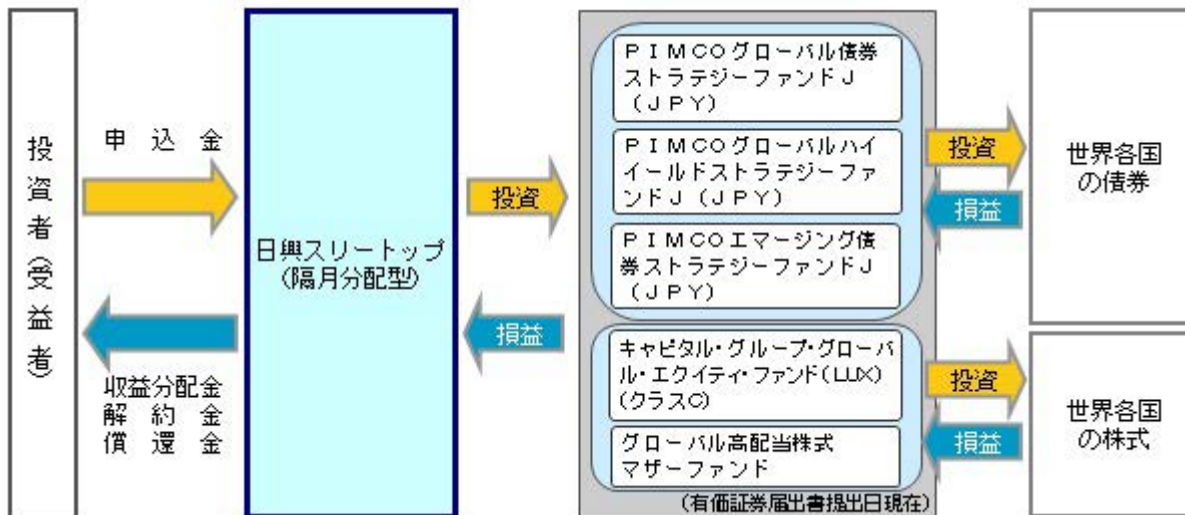 投資者(受益者)
申込金
収益分配金
解約金
償還金
日興スリートップ
(隔月分配型)
投資
損益
PIMCOグローバル債券
ストラテジーファンドJ
(JPY)
PIMCOグローバルハイ
イールドストラテジーファ
ンドJ(JPY)
PIMCOエマージング債
券ストラテジーファンドJ
(JPY)
キャピタル・グループ・グローバ
ル・エクイティ・ファンド(LUX)
(クラスC)
グローバル高配当株式
マザーファンド
(有価証券届出書提出日現在)
投資
損益
世界各国
の債券
投資
損益
世界各国
の株式